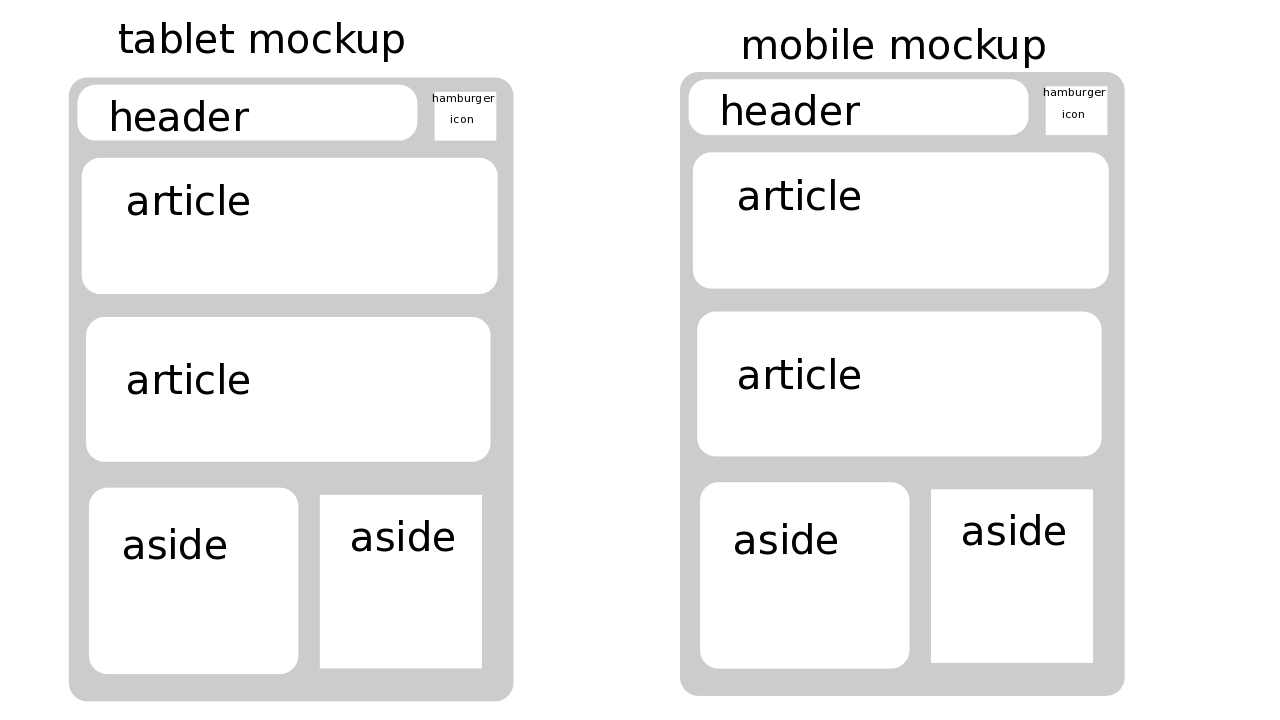 tablet mockup
header
hamburger
icon
article
article
aside
aside
mobile mockup
header
hamburger
icon
article
article
aside
aside